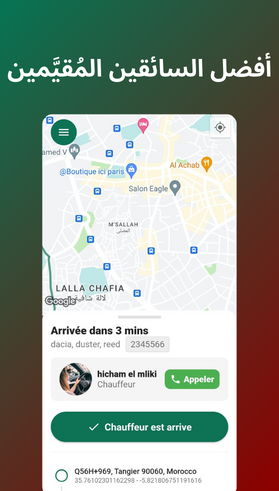 أفضل السائقين المُقيَّمين
amed V
Al Achab
@Boutique ici paris
Salon Eagle
M'SALLAH
المصلى
LALLA CHAFIA
لالة شافية
Google
Arrivée dans 3 mins
dacia, duster, reed 2345566
hicham el mliki
Chauffeur
Appeler
Chauffeur est arrive
Q56H+969, Tangier 90060, Morocco
35.76102301162298 - -5.821806751191616